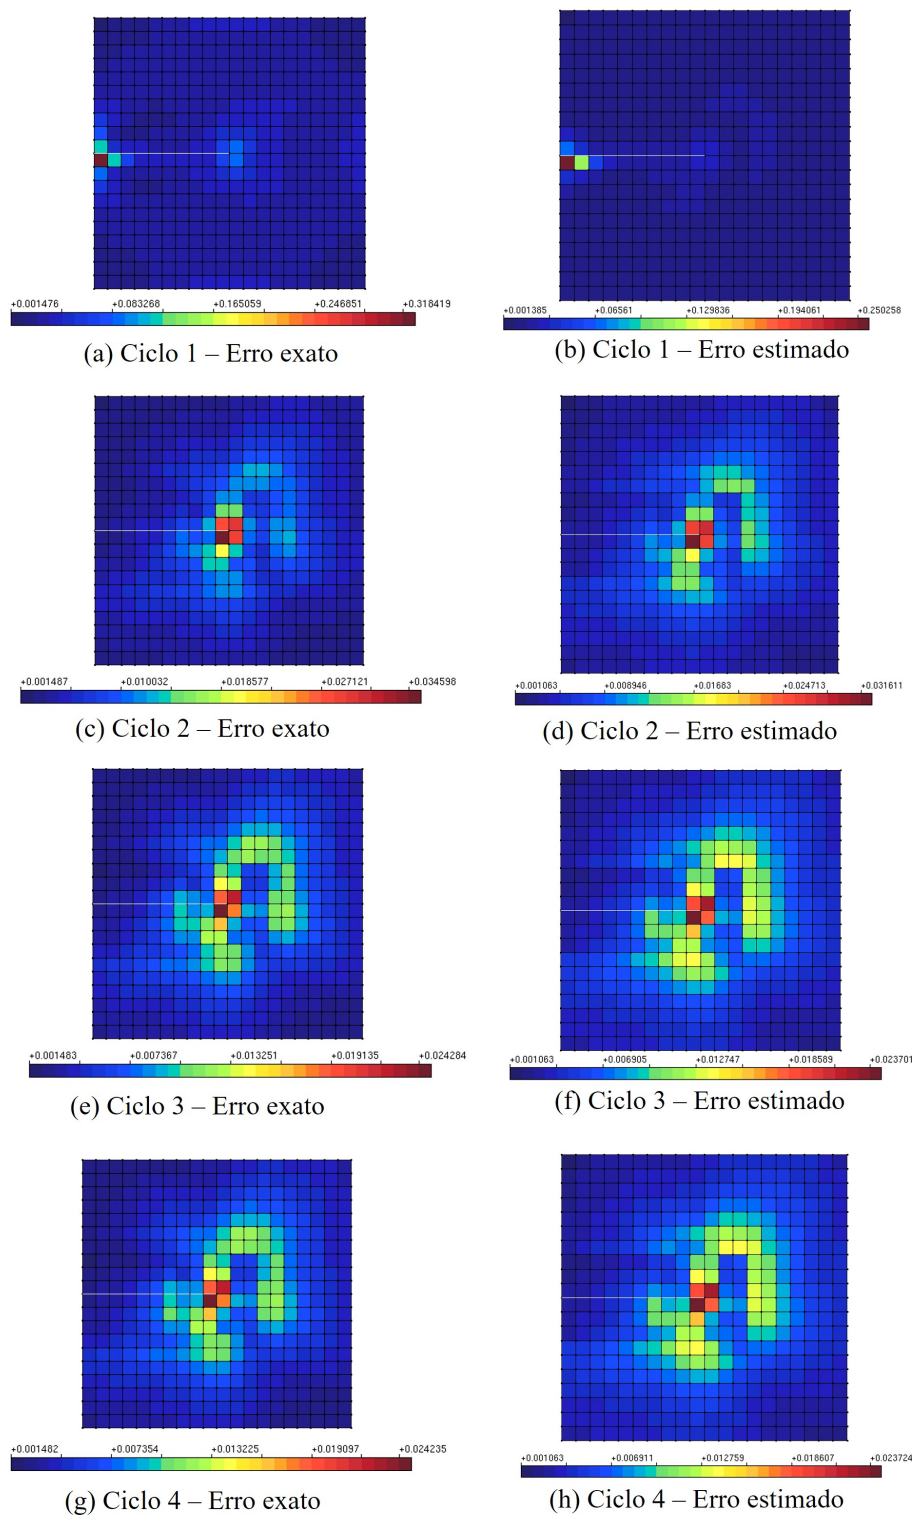 +0.001476 +0.083268 +0.165059 +0.246851 +0.318419
(a) Ciclo 1 – Erro exato
+0.001385 +0.06561 +0.129836 +0.194061 +0.250258
(b) Ciclo 1 – Erro estimado
+0.001487 +0.010032 +0.018577 +0.027121 +0.034598
(c) Ciclo 2 – Erro exato
+0.001063 +0.008946 +0.01683 +0.024713 +0.031611
(d) Ciclo 2 – Erro estimado
+0.001483 +0.007367 +0.013251 +0.019135 +0.024284
(e) Ciclo 3 – Erro exato
+0.001063 +0.006905 +0.012747 +0.018589 +0.023701
(f) Ciclo 3 – Erro estimado
+0.001482 +0.007354 +0.013225 +0.019097 +0.024235
(g) Ciclo 4 – Erro exato
+0.001063 +0.006911 +0.012759 +0.018607 +0.023724
(h) Ciclo 4 – Erro estimado